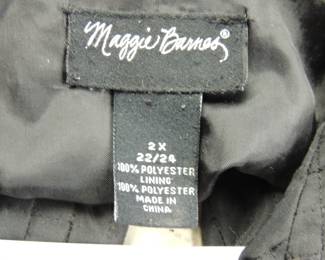 Maggie Barnes®
2X
22/24
100% POLYESTER
LINING
100% POLYESTER
MADE IN
CHINA